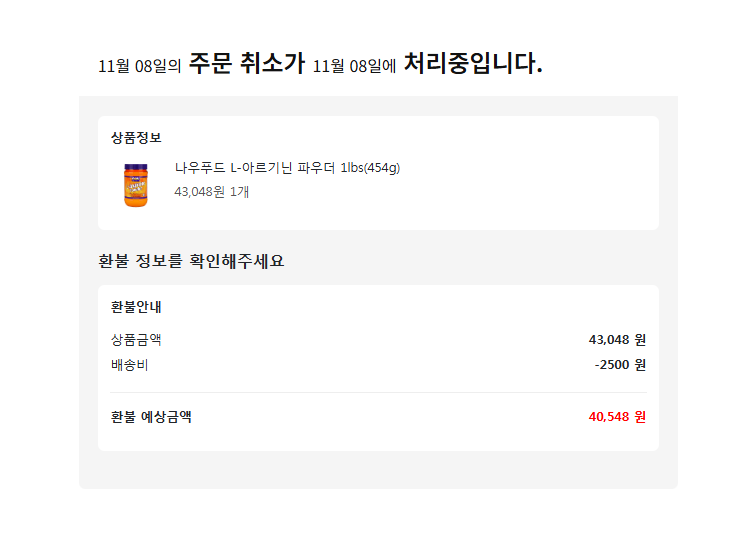 11월 08일의 주문 취소가 11월 08일에 처리중입니다.
상품정보
나우푸드 L-아르기닌 파우더 1lbs(454g)
43,048원 1개
환불 정보를 확인해주세요
환불안내
상품금액 43,048 원
배송비 -2500 원
환불 예상금액 40,548 원